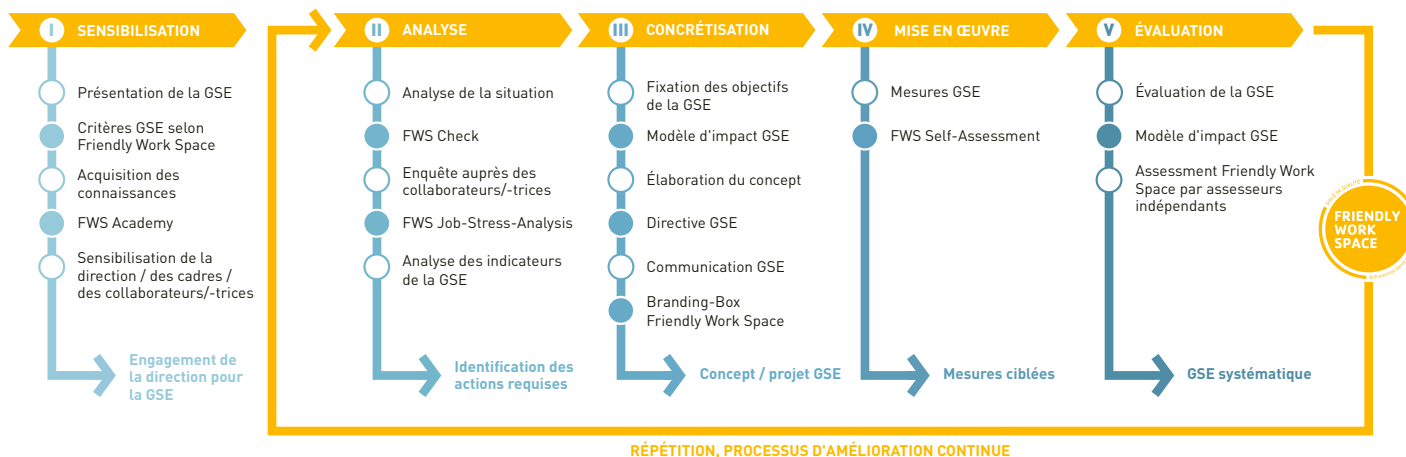 I SENSIBILISATION
Présentation de la GSE
Critères GSE selon
Friendly Work Space
Acquisition des
connaissances
FWS Academy
Sensibilisation de la
direction / des cadres /
des collaborateurs/-trices
Engagement de
la direction pour
la GSE
II ANALYSE
Analyse de la situation
FWS Check
Enquête auprès des
collaborateurs/-trices
FWS Job-Stress-Analysis
Analyse des indicateurs
de la GSE
Identification des
actions requises
III CONCRÉTISATION
Fixation des objectifs
de la GSE
Modèle d'impact GSE
Élaboration du concept
Directive GSE
Communication GSE
Branding-Box
Friendly Work Space
Concept / projet GSE
IV MISE EN ŒUVRE
Mesures GSE
FWS Self-Assessment
Mesures ciblées
V ÉVALUATION
Évaluation de la GSE
Modèle d'impact GSE
Assessment Friendly Work
Space par assesseurs
indépendants
GSE systématique
FRIENDLY
WORK
SPACE
RÉPÉTITION, PROCESSUS D'AMÉLIORATION CONTINUE